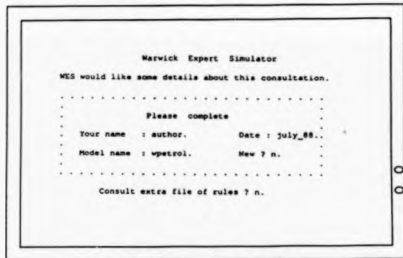 Warwick Expert Simulator
WES would like some details about this consultation.
Please complete
Your name : author. Date : july_88..
Model name : wpetrol. New ? n.
Consult extra file of rules ? n.